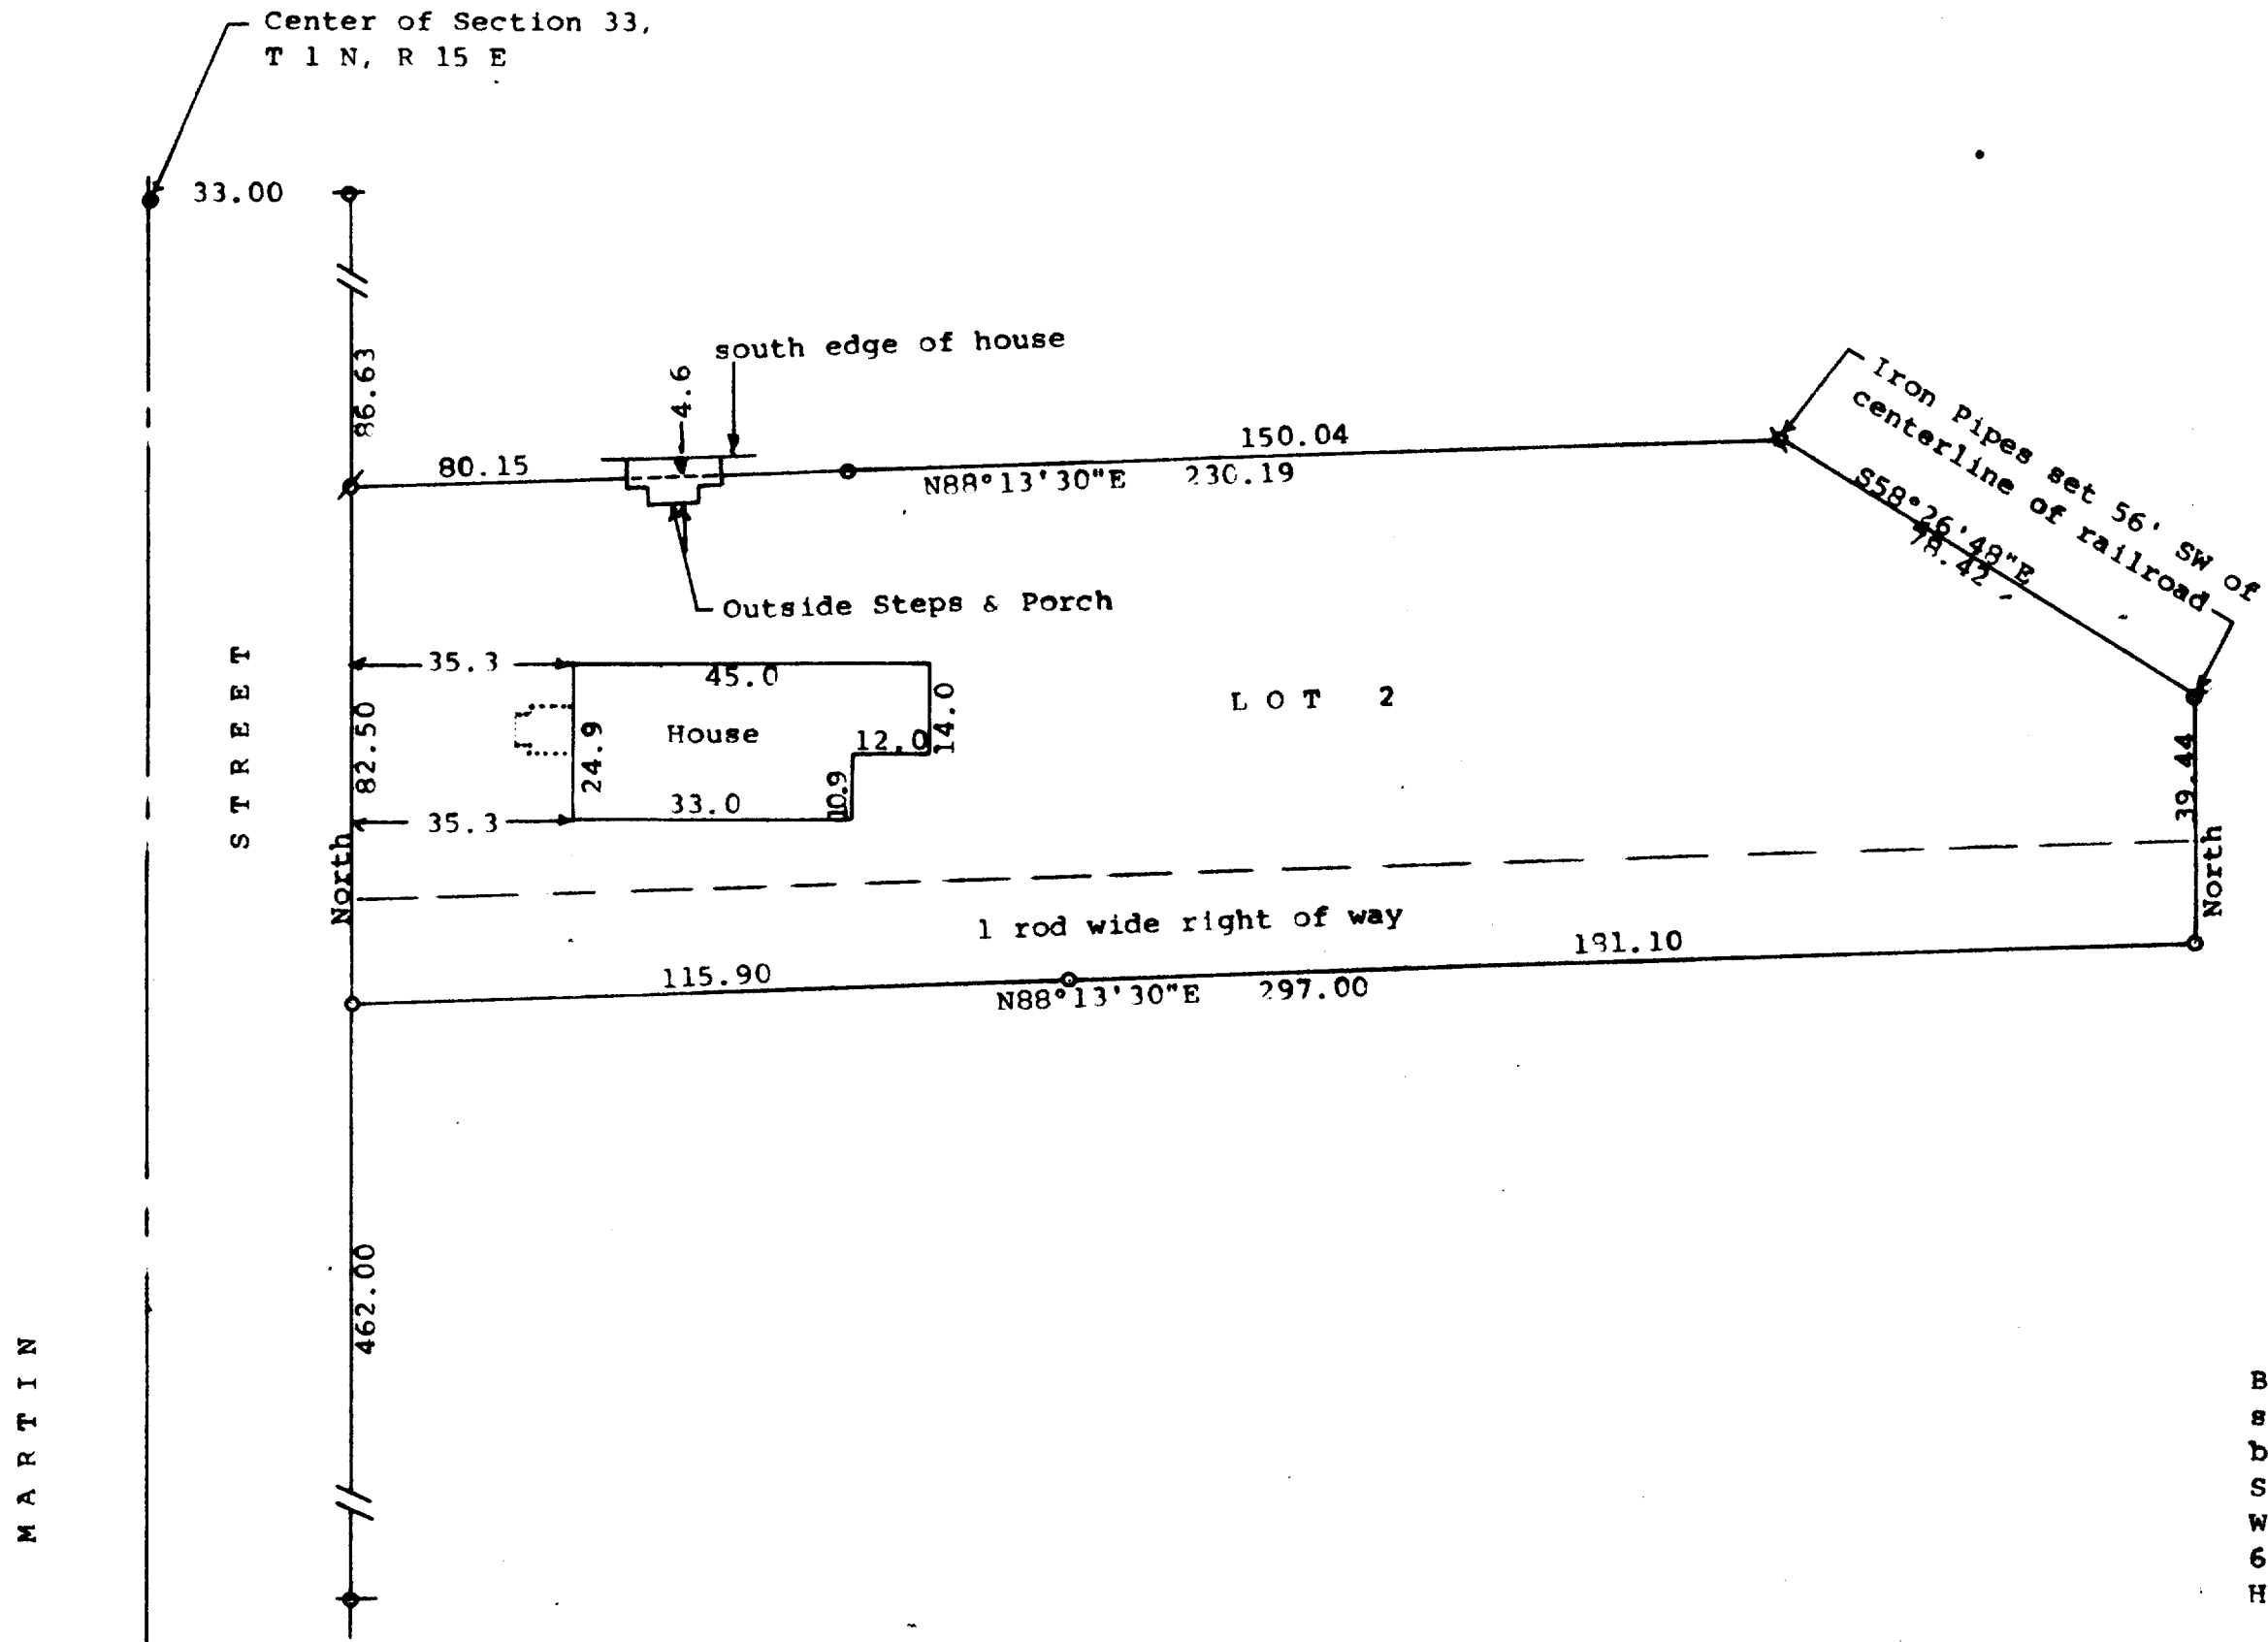 Center of Section 33,
T 1 N, R 15 E
33.00
86.63
south edge of house
4.6
80.15
150.04
N88°13'30"E 230.19
Iron Pipes set 56' SW of
centerline of railroad
S58°26'48"E
78.42
Outside Steps & Porch
STREET
35.3
45.0
14.0
LOT 2
82.50
24.9
House
12.0
10.9
33.0
35.3
39.44
North
North
1 rod wide right of way
115.90
181.10
N88°13'30"E 297.00
462.00
MARTIN
B
s
b
S
W
6
H